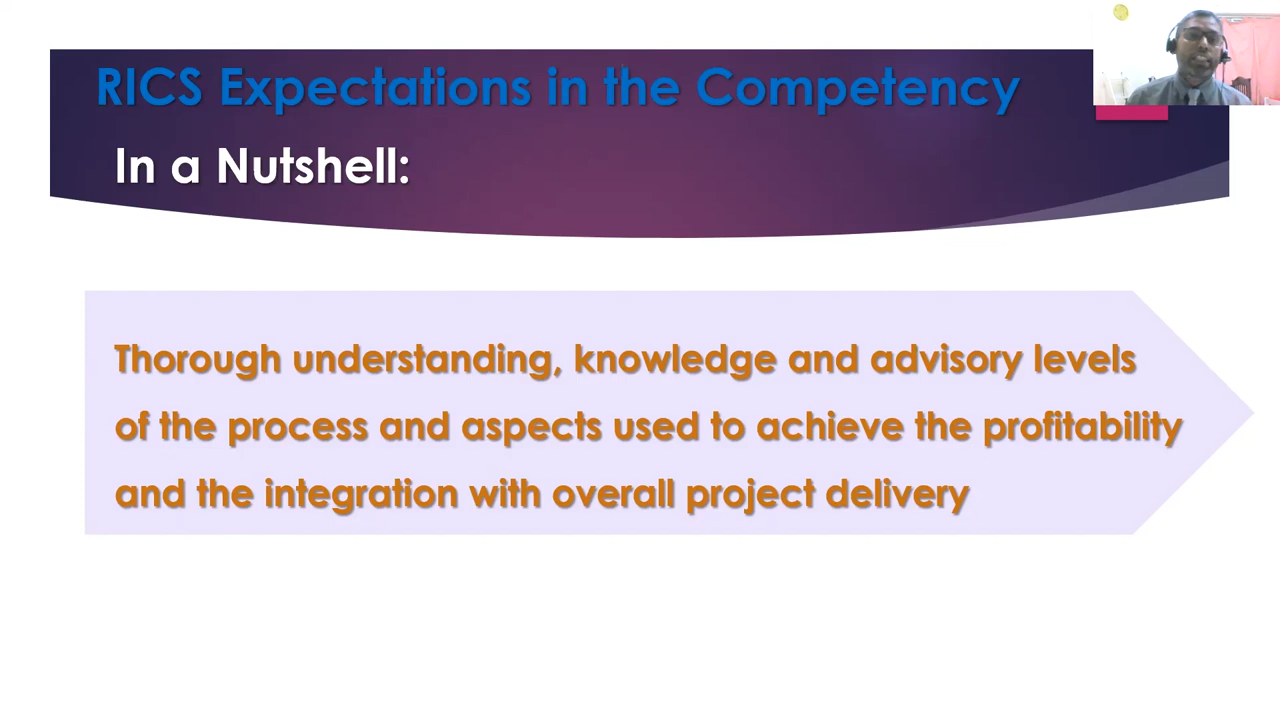 RICS Expectations in the Competency
In a Nutshell:
Thorough understanding, knowledge and advisory levels
of the process and aspects used to achieve the profitability
and the integration with overall project delivery